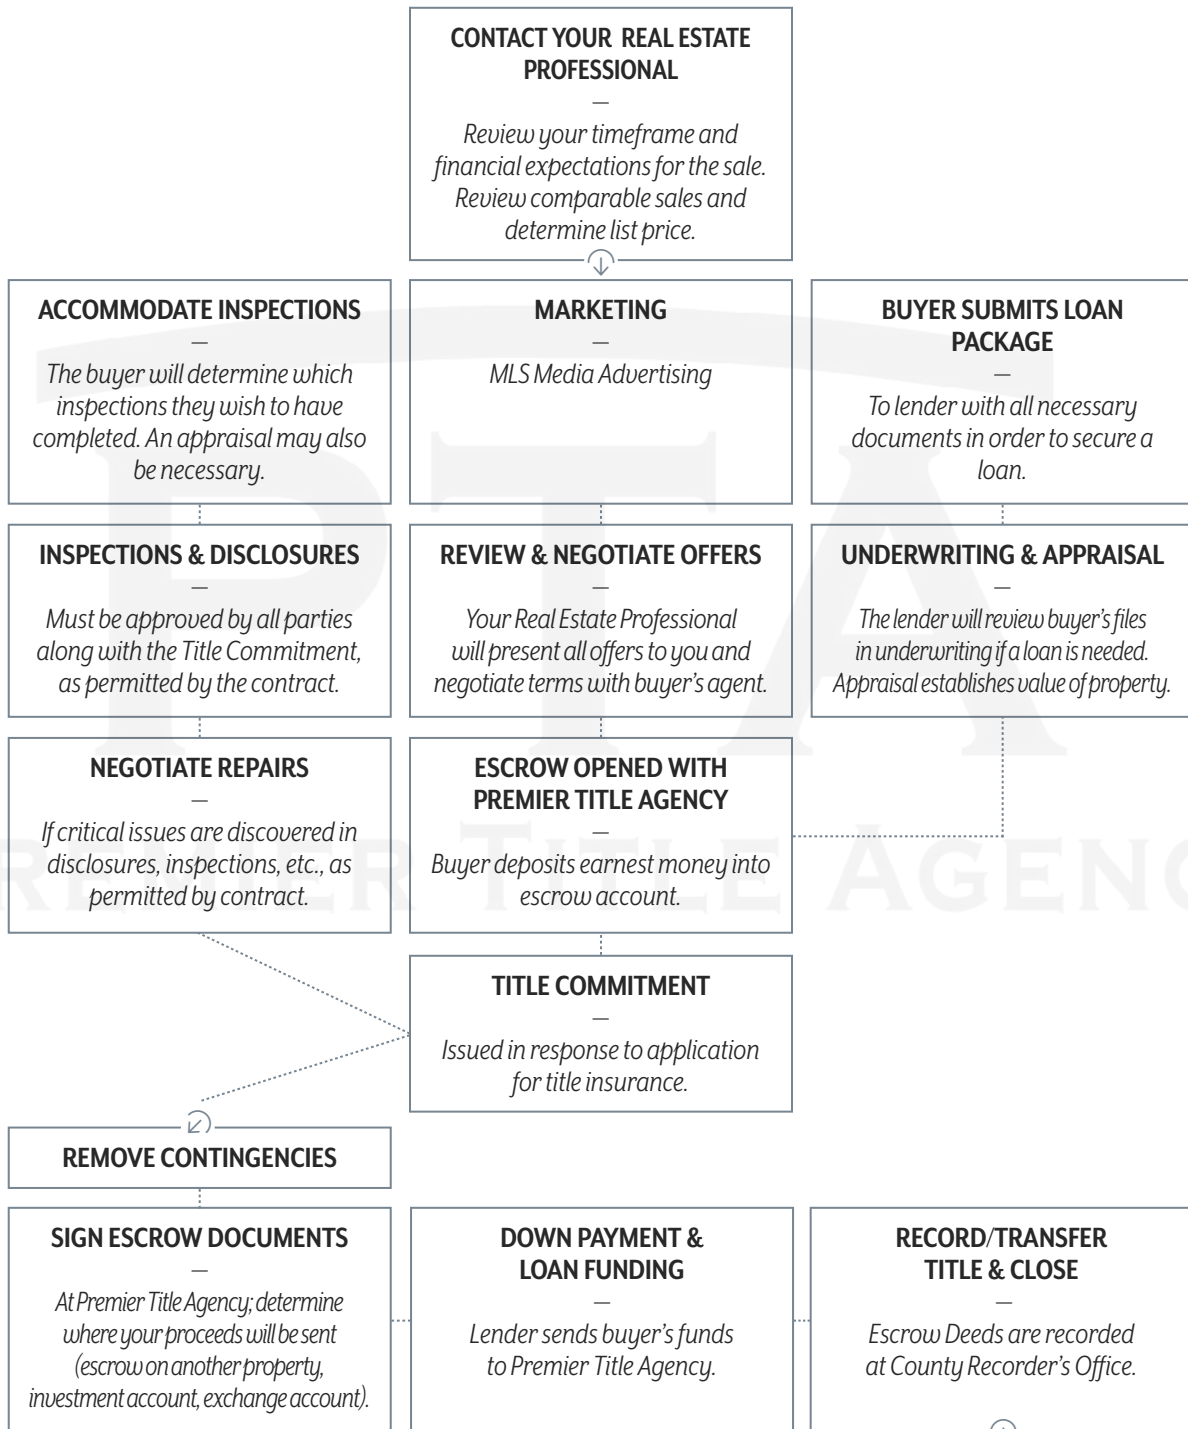 CONTACT YOUR REAL ESTATE
PROFESSIONAL
—
Review your timeframe and
financial expectations for the sale.
Review comparable sales and
determine list price.
ACCOMMODATE INSPECTIONS
—
The buyer will determine which
inspections they wish to have
completed. An appraisal may also
be necessary.
MARKETING
—
MLS Media Advertising
BUYER SUBMITS LOAN
PACKAGE
—
To lender with all necessary
documents in order to secure a
loan.
INSPECTIONS & DISCLOSURES
—
Must be approved by all parties
along with the Title Commitment,
as permitted by the contract.
REVIEW & NEGOTIATE OFFERS
—
Your Real Estate Professional
will present all offers to you and
negotiate terms with buyer's agent.
UNDERWRITING & APPRAISAL
—
The lender will review buyer's files
in underwriting if a loan is needed.
Appraisal establishes value of property.
NEGOTIATE REPAIRS
—
If critical issues are discovered in
disclosures, inspections, etc., as
permitted by contract.
ESCROW OPENED WITH
PREMIER TITLE AGENCY
—
Buyer deposits earnest money into
escrow account.
TITLE COMMITMENT
—
Issued in response to application
for title insurance.
REMOVE CONTINGENCIES
SIGN ESCROW DOCUMENTS
—
At Premier Title Agency; determine
where your proceeds will be sent
(escrow on another property,
investment account, exchange account).
DOWN PAYMENT &
LOAN FUNDING
—
Lender sends buyer's funds
to Premier Title Agency.
RECORD/TRANSFER
TITLE & CLOSE
—
Escrow Deeds are recorded
at County Recorder's Office.
PTA
REMIER TITLE AGENC